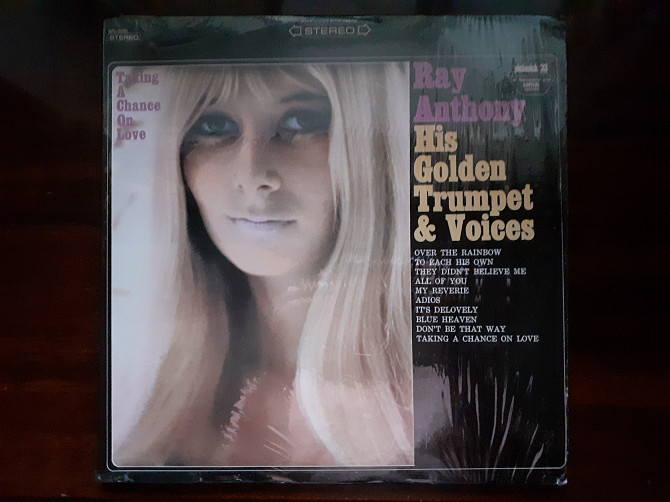 STEREO
STEREO
Taking
A
Chance
On
Love
Ray
Anthony
His
Golden
Trumpet
& Voices
OVER THE RAINBOW
TO EACH HIS OWN
THEY DIDN'T BELIEVE ME
ALL OF YOU
MY REVERIE
ADIOS
IT'S DELOVELY
BLUE HEAVEN
DON'T BE THAT WAY
TAKING A CHANCE ON LOVE